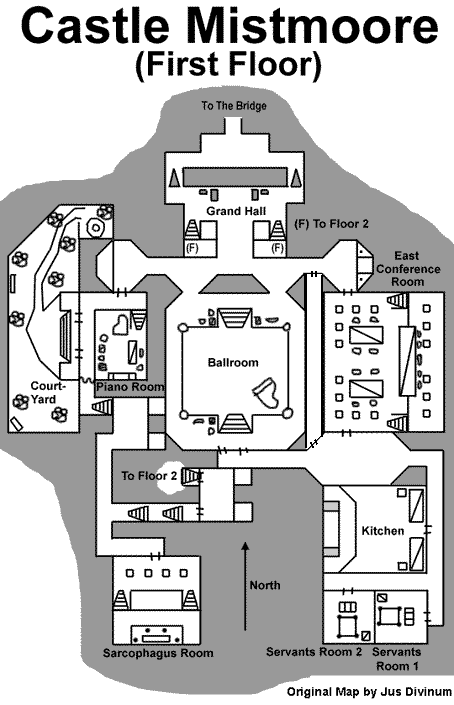 Castle Mistmoore
(First Floor)
To The Bridge
Grand Hall
(F) To Floor 2
(F)
(F)
East
Conference
Room
Ballroom
Court-
Yard
Piano Room
To Floor 2
Kitchen
North
Sarcophagus Room
Servants Room 2
Servants
Room 1
Original Map by Jus Divinum